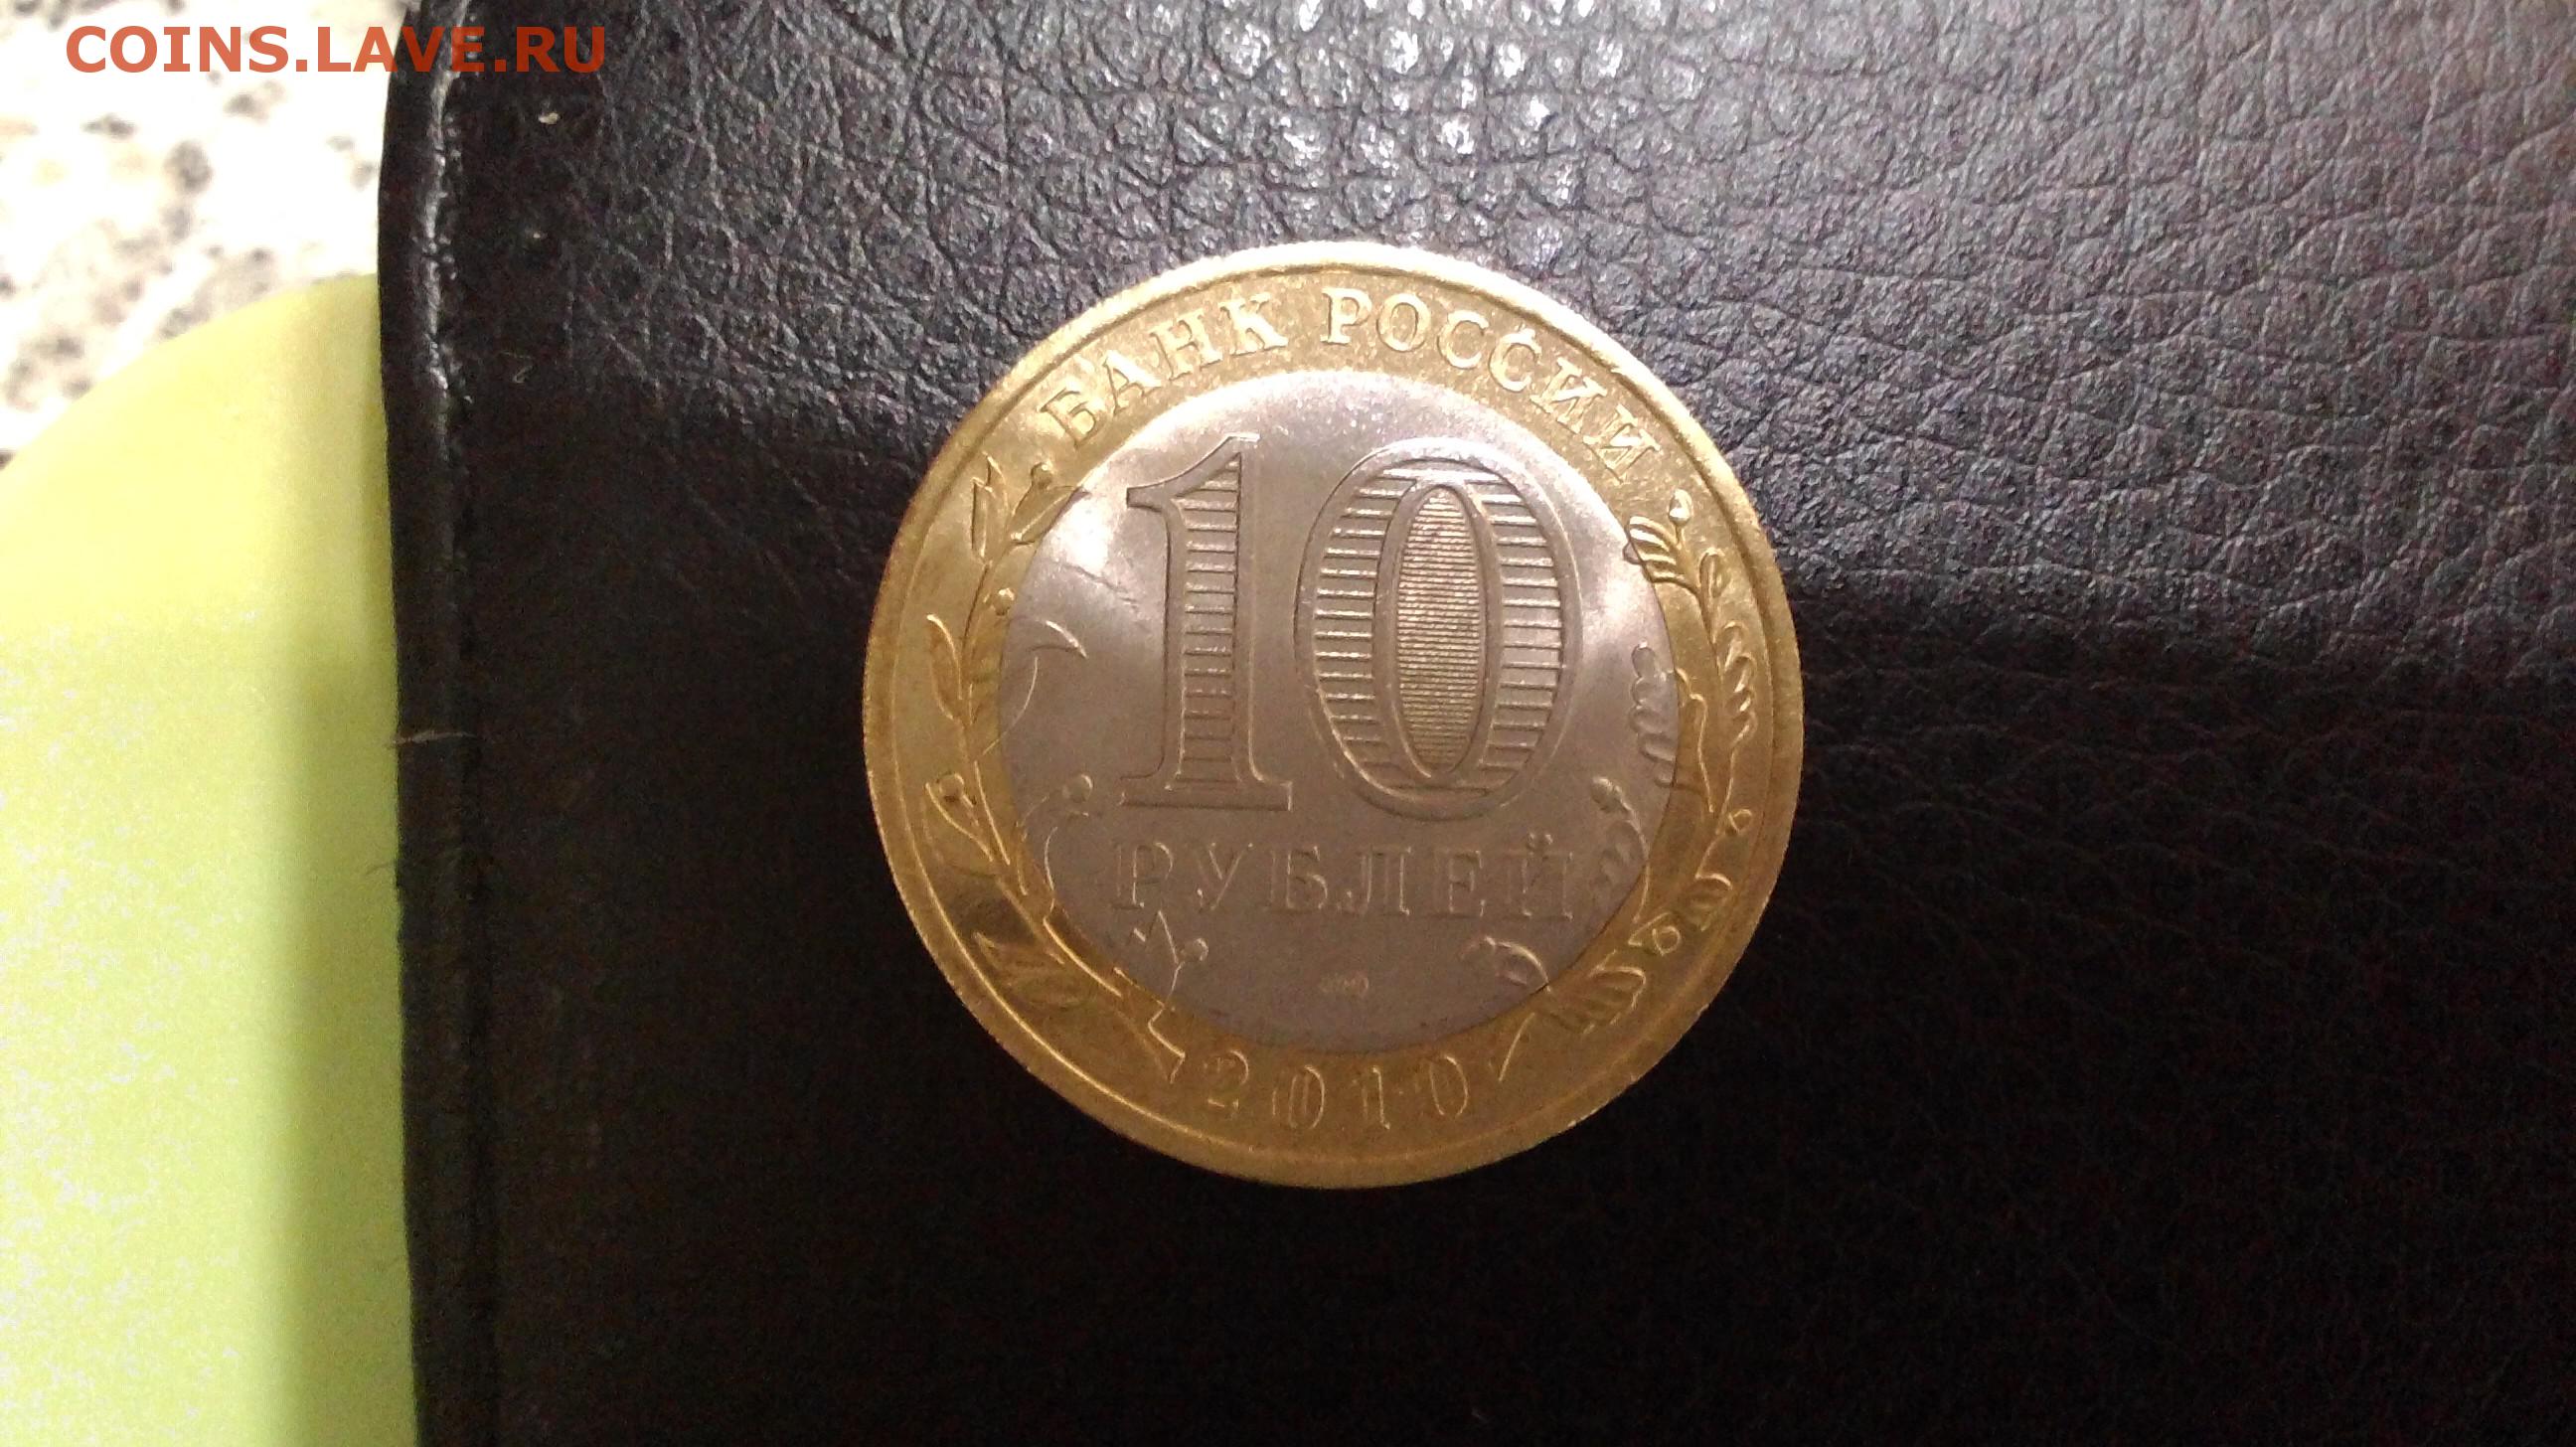 COINS.LAVE.RU
БАНК РОССИИ
10
РУБЛЕЙ
2010